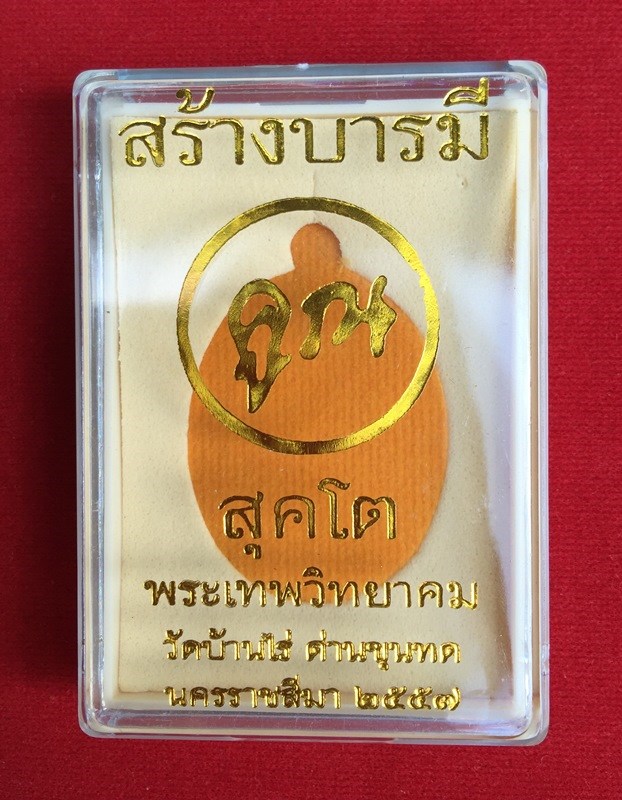 สร้างบารมี
คูณ
สุคโต
พระเทพวิทยาคม
วัดบ้านไร่ ด่านขุนทด
นครราชสีมา ๒๕๕๗